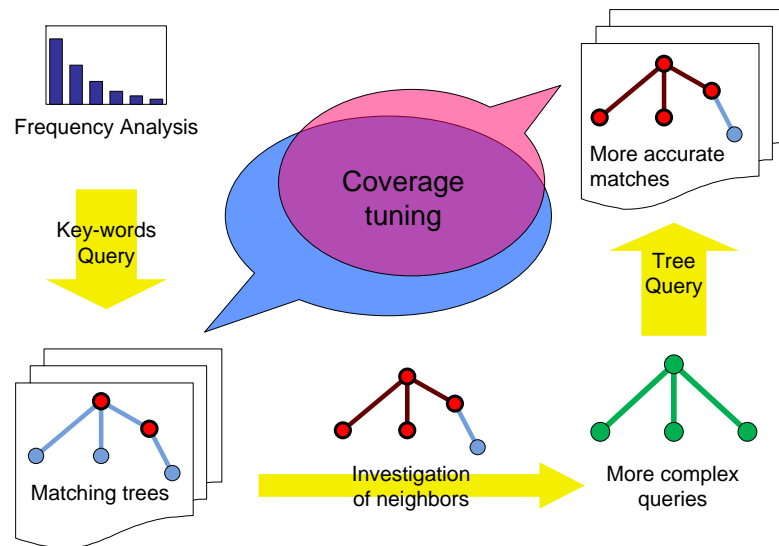 Frequency Analysis
Key-words
Query
Matching trees
Coverage
tuning
Investigation
of neighbors
More complex
queries
Tree
Query
More accurate
matches